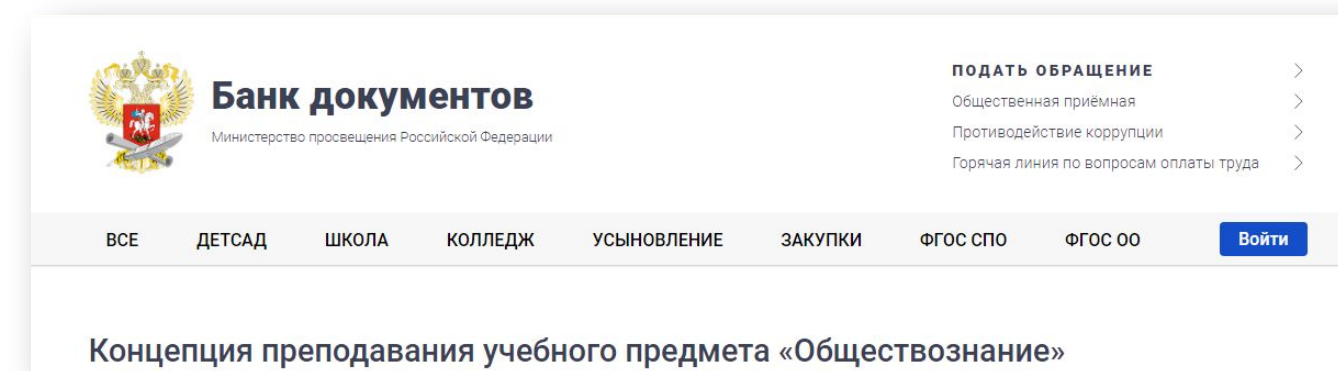 Банк документов
Министерство просвещения Российской Федерации
ПОДАТЬ ОБРАЩЕНИЕ
Общественная приёмная
Противодействие коррупции
Горячая линия по вопросам оплаты труда
ВСЕ ДЕТСАД ШКОЛА КОЛЛЕДЖ УСЫНОВЛЕНИЕ ЗАКУПКИ ФГОС СПО ФГОС ОО Войти
Концепция преподавания учебного предмета «Обществознание»